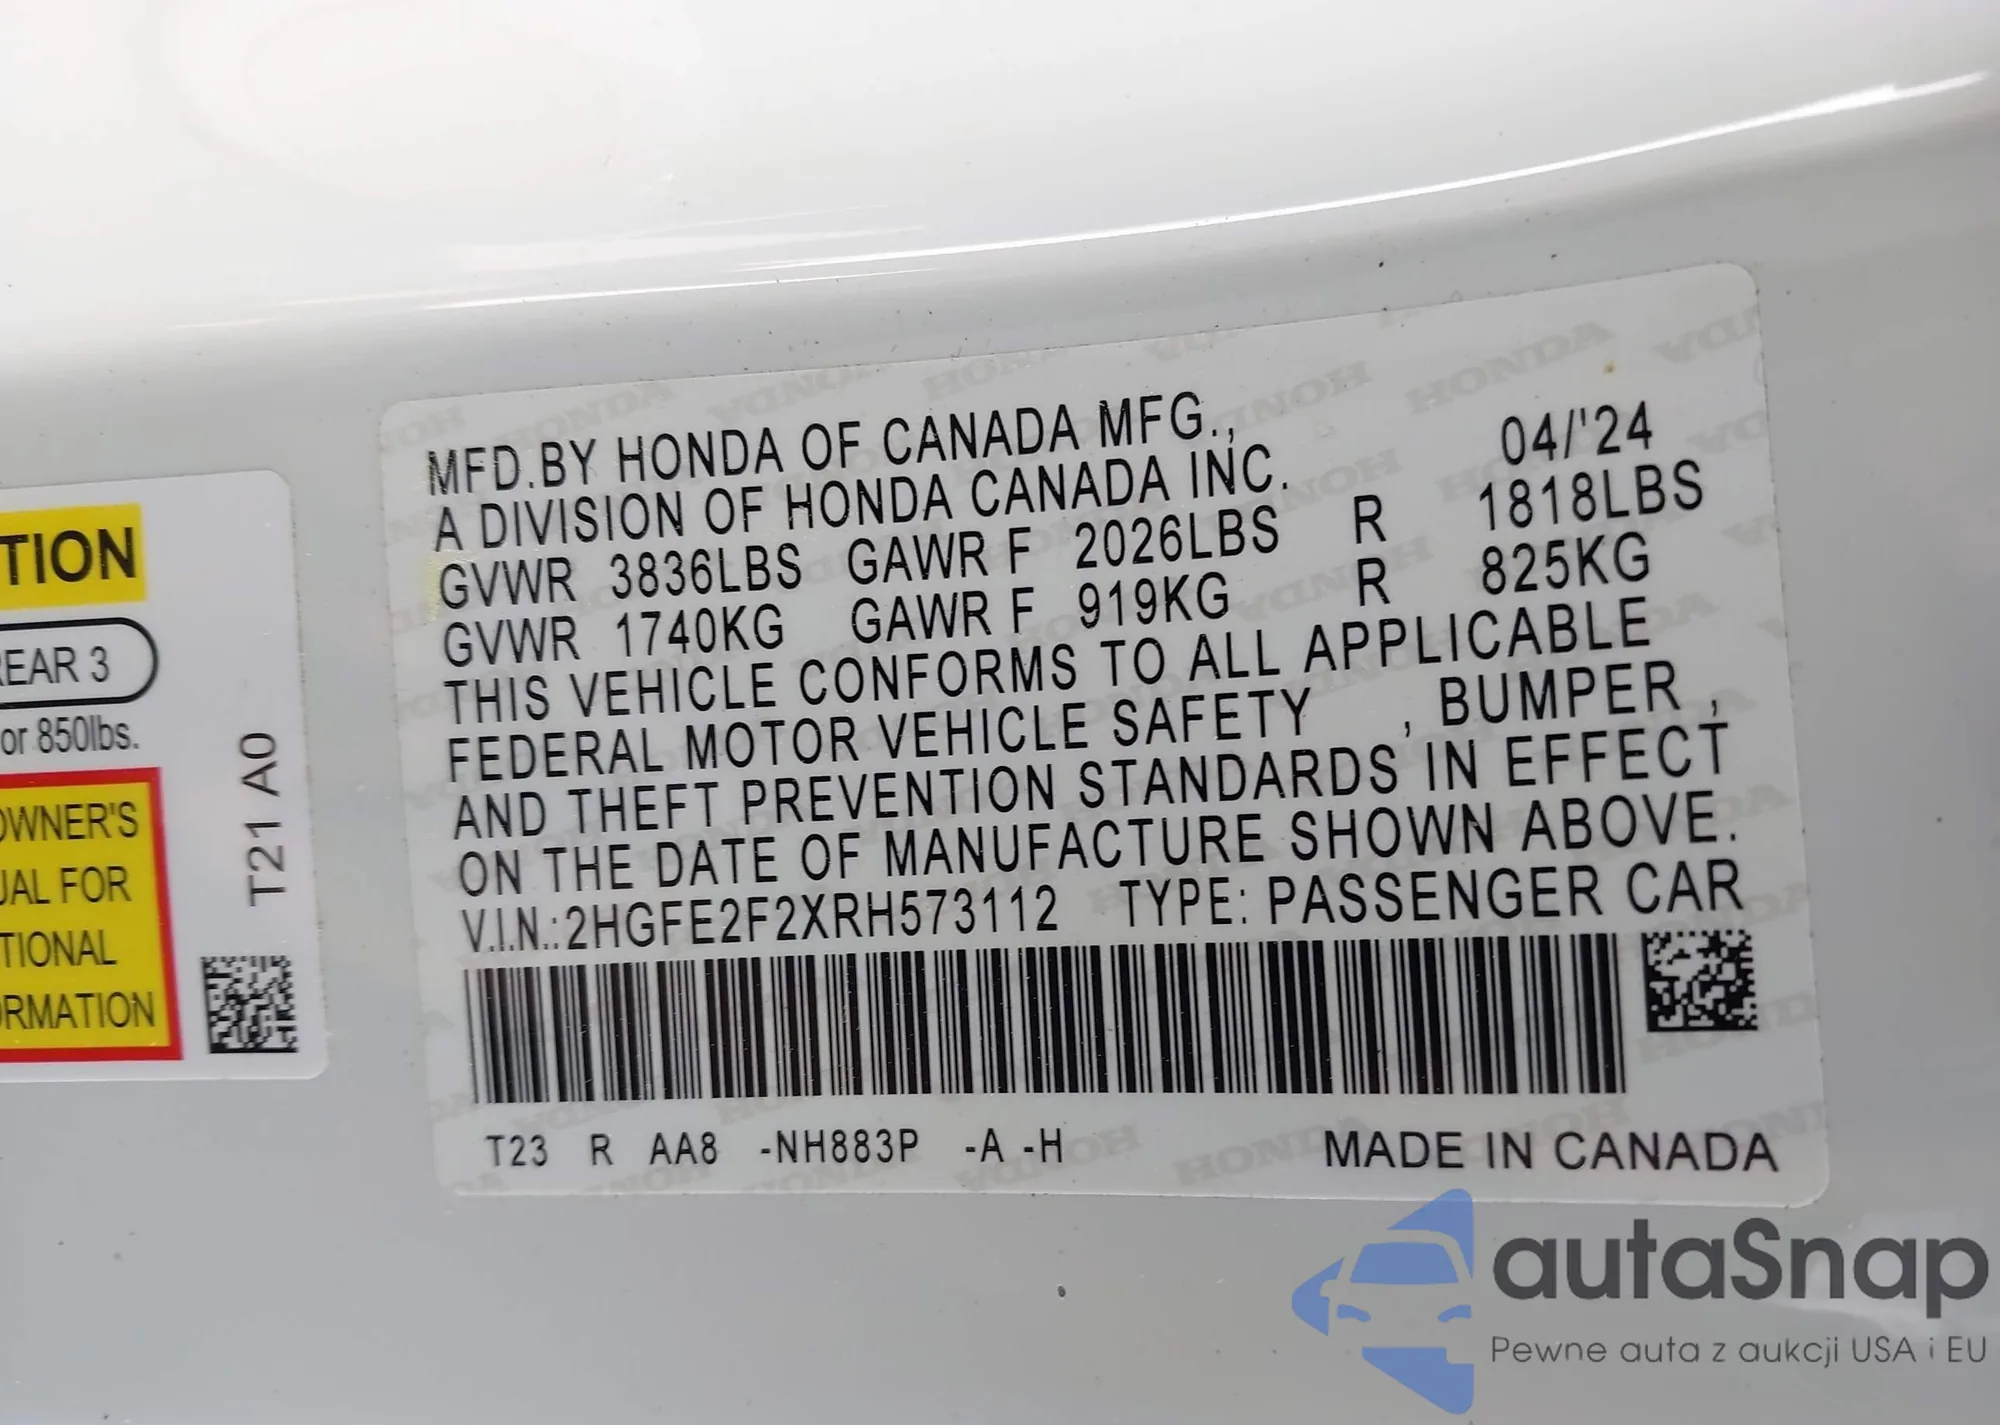 TION
REAR 3
or 850lbs.
OWNER'S
UAL FOR
TIONAL
ORMATION
T21 A0
MFD.BY HONDA OF CANADA MFG., 04/'24
A DIVISION OF HONDA CANADA INC.
GVWR 3836LBS GAWR F 2026LBS R 1818LBS
GVWR 1740KG GAWR F 919KG R 825KG
THIS VEHICLE CONFORMS TO ALL APPLICABLE
FEDERAL MOTOR VEHICLE SAFETY , BUMPER ,
AND THEFT PREVENTION STANDARDS IN EFFECT
ON THE DATE OF MANUFACTURE SHOWN ABOVE.
V.I.N.:2HGFE2F2XRH573112 TYPE: PASSENGER CAR
T23 R AA8 -NH883P -A -H MADE IN CANADA
autaSnap
Pewne auta z aukcji USA i EU